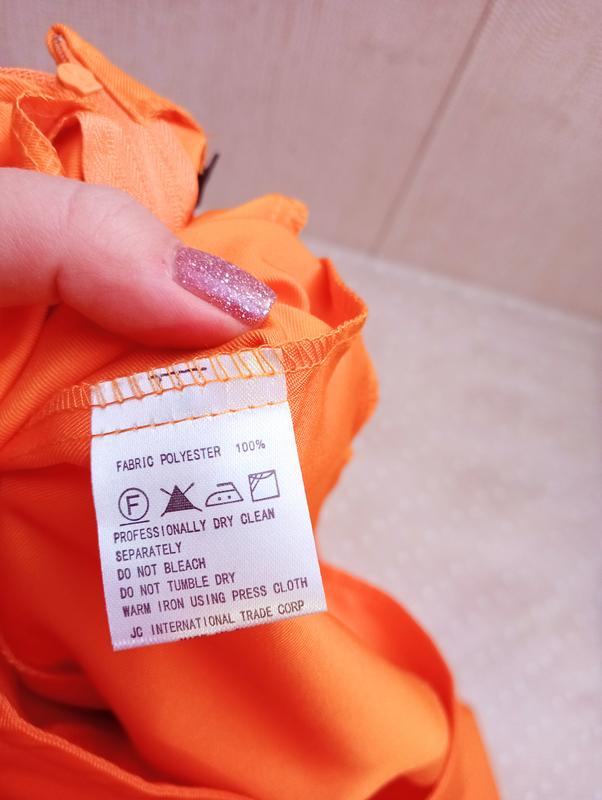 FABRIC POLYESTER 100%
F
PROFESSIONALLY DRY CLEAN
SEPARATELY
DO NOT BLEACH
DO NOT TUMBLE DRY
WARM IRON USING PRESS CLOTH
JC INTERNATIONAL TRADE CORP